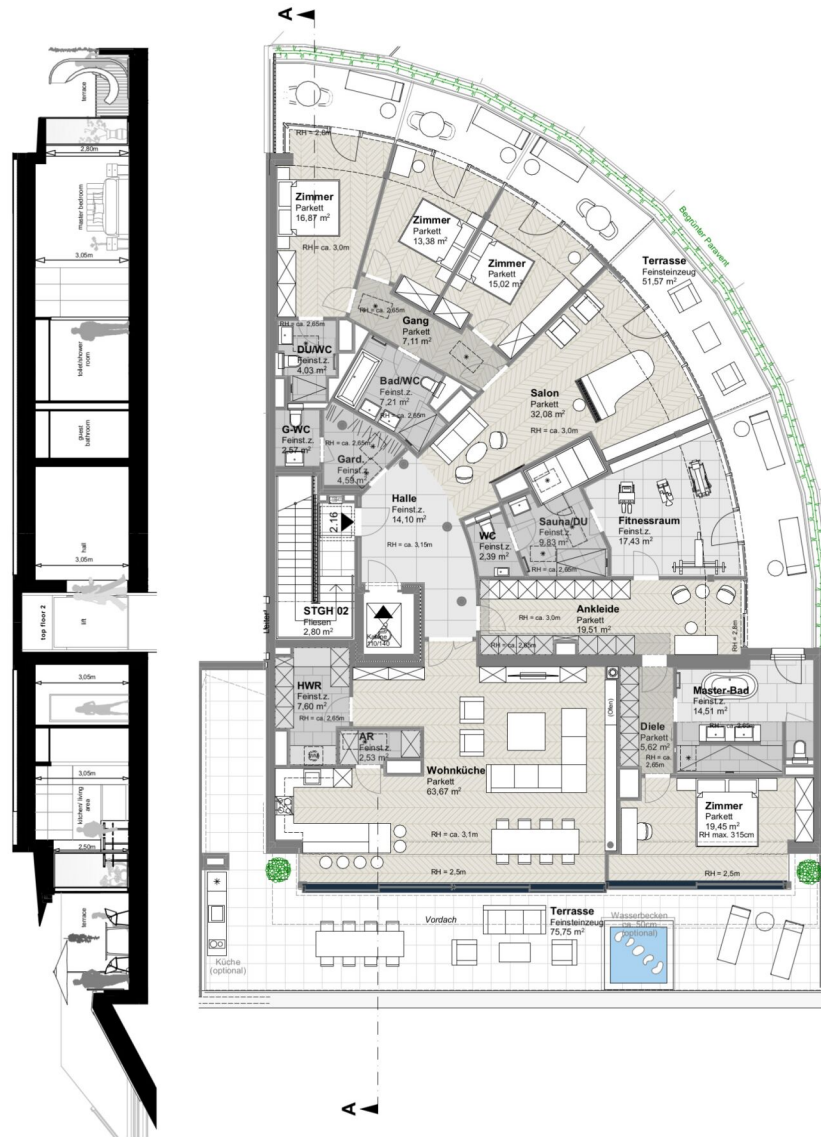 A
terrace
2,80m
master bedroom
3,05m
toilet/shower
room
guest
bathroom
hall
3,05m
top floor 2
lift
3,05m
3,05m
kitchen/ living
area
2,50m
terrace
RH = 2,8m
Zimmer
Parkett
16,87 m²
RH = ca. 3,0m
Zimmer
Parkett
13,38 m²
Zimmer
Parkett
15,02 m²
Begrünter Paravent
Terrasse
Feinsteinzeug
51,57 m²
RH = ca. 2,65m
Gang
Parkett
7,11 m²
RH = ca. 2,65m
DU/WC
Feinst.z.
4,03 m²
Bad/WC
Feinst.z.
7,21 m²
RH = ca. 2,65m
Salon
Parkett
32,08 m²
RH = ca. 3,0m
G-WC
Feinst.z.
2,57 m²
RH = ca. 2,65m
Gard.
Feinst.z.
4,59 m²
Halle
Feinst.z.
14,10 m²
RH = ca. 3,15m
2.16
WC
Feinst.z.
2,39 m²
Sauna/DU
Feinst.z.
9,83 m²
RH = ca. 2,65m
Fitnessraum
Feinst.z.
17,43 m²
STGH 02
Fliesen
2,80 m²
Kabine
210/140
Ankleide
Parkett
19,51 m²
RH = ca. 3,0m
RH = ca. 2,65m
RH = 2,8m
HWR
Feinst.z.
7,60 m²
RH = ca. 2,65m
AR
Feinst.z.
2,53 m²
(Ofen)
Wohnküche
Parkett
63,67 m²
RH = ca. 3,1m
Diele
Parkett
5,62 m²
RH = ca.
2,65m
Master-Bad
Feinst.z.
14,51 m²
RH = ca. 2,65m
Zimmer
Parkett
19,45 m²
RH max. 315cm
RH = 2,5m
RH = 2,5m
Vordach
Terrasse
Feinsteinzeug
75,75 m²
Wasserbecken
ca. 50cm
(optional)
Küche
(optional)
A